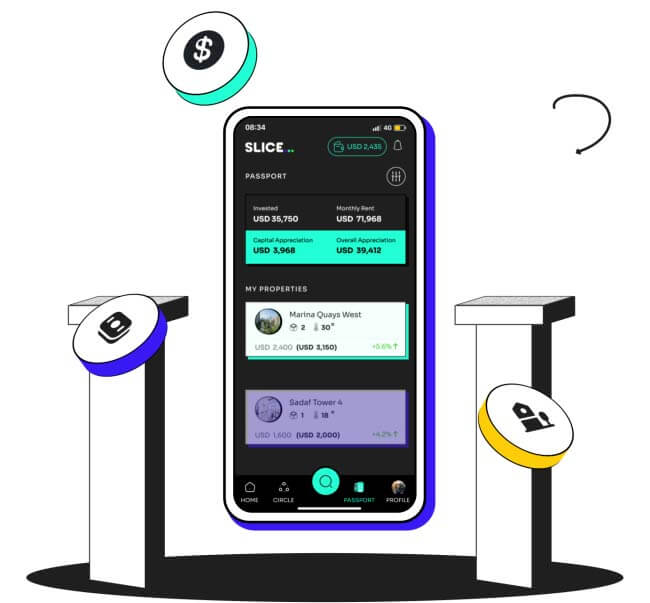 $
08:34 4G
SLICE USD 2,435
PASSPORT
Invested Monthly Rent
USD 35,750 USD 71,968
Capital Appreciation Overall Appreciation
USD 3,968 USD 39,412
MY PROPERTIES
Marina Quays West
2 30°
USD 2,400 (USD 3,150) +5.6% ↑
Sadaf Tower 4
1 18 °
USD 1,600 (USD 2,000) +4.2% ↑
HOME CIRCLE PASSPORT PROFILE